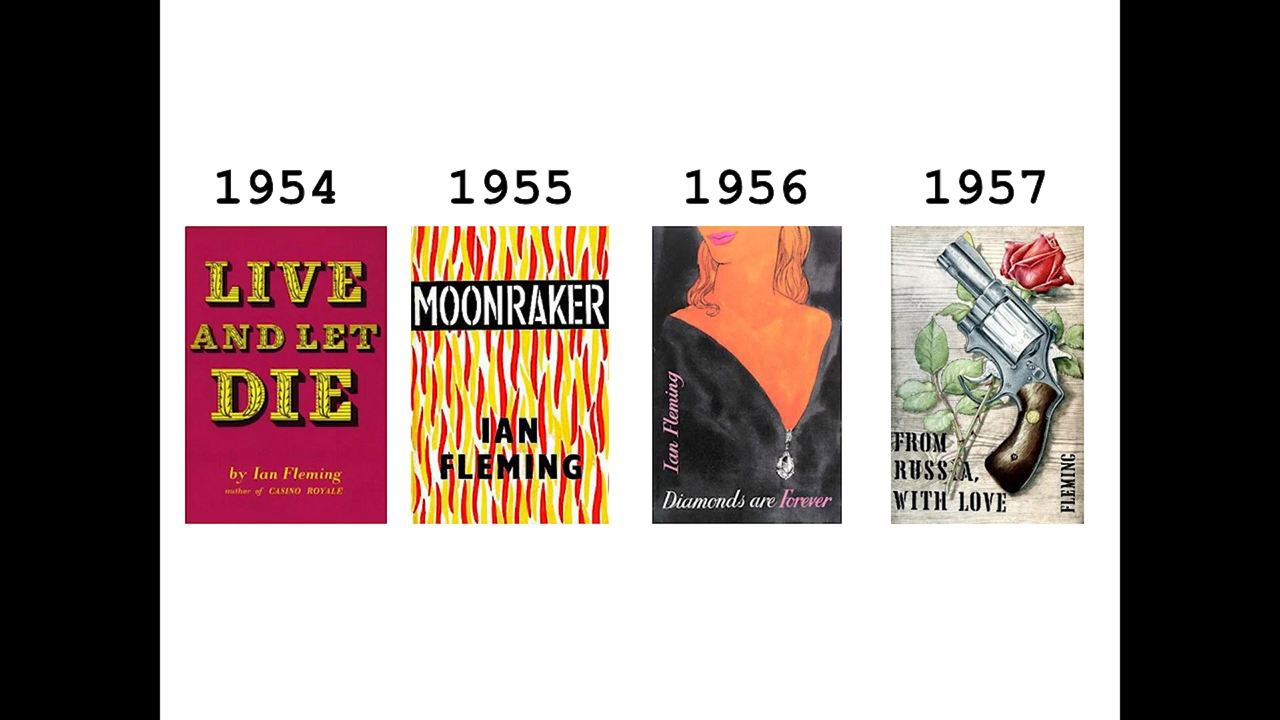 1954
1955
1956
1957
LIVE
AND LET
DIE
by Ian Fleming
author of CASINO ROYALE
MOONRAKER
IAN
FLEMING
Ian Fleming
Diamonds are Forever
FROM
RUSSIA,
WITH LOVE
FLEMING